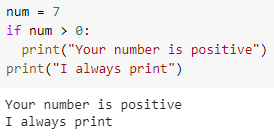 num = 7
if num > 0:
  print("Your number is positive")
print("I always print")
Your number is positive
I always print